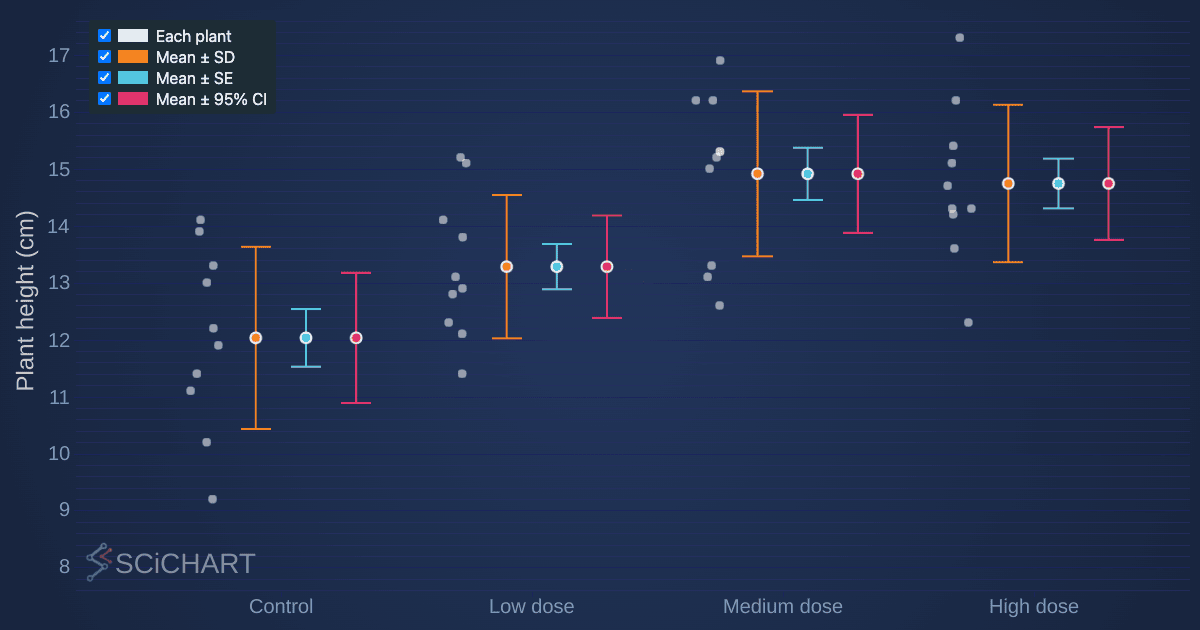 Each plant
Mean ± SD
Mean ± SE
Mean ± 95% CI
Plant height (cm)
17
16
15
14
13
12
11
10
9
8
SCiCHART
Control
Low dose
Medium dose
High dose